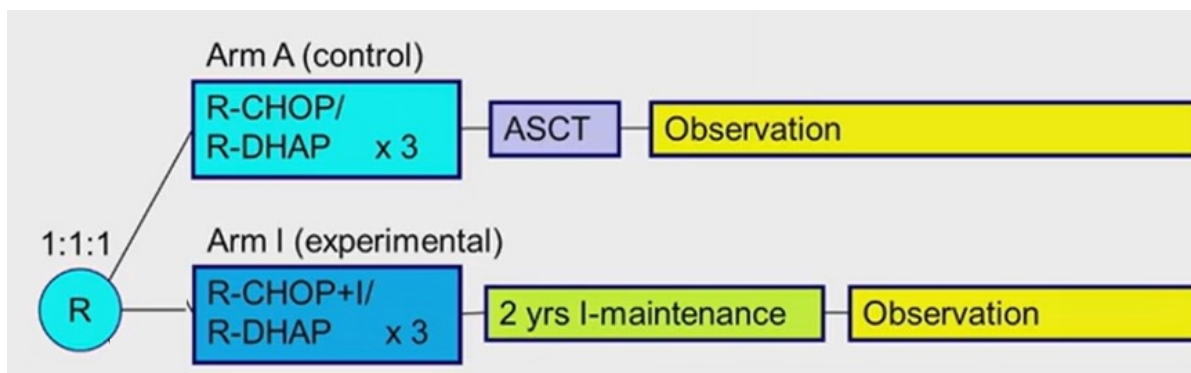 Arm A (control)
R-CHOP/
R-DHAP x 3
ASCT
Observation
1:1:1
R
Arm I (experimental)
R-CHOP+I/
R-DHAP x 3
2 yrs I-maintenance
Observation